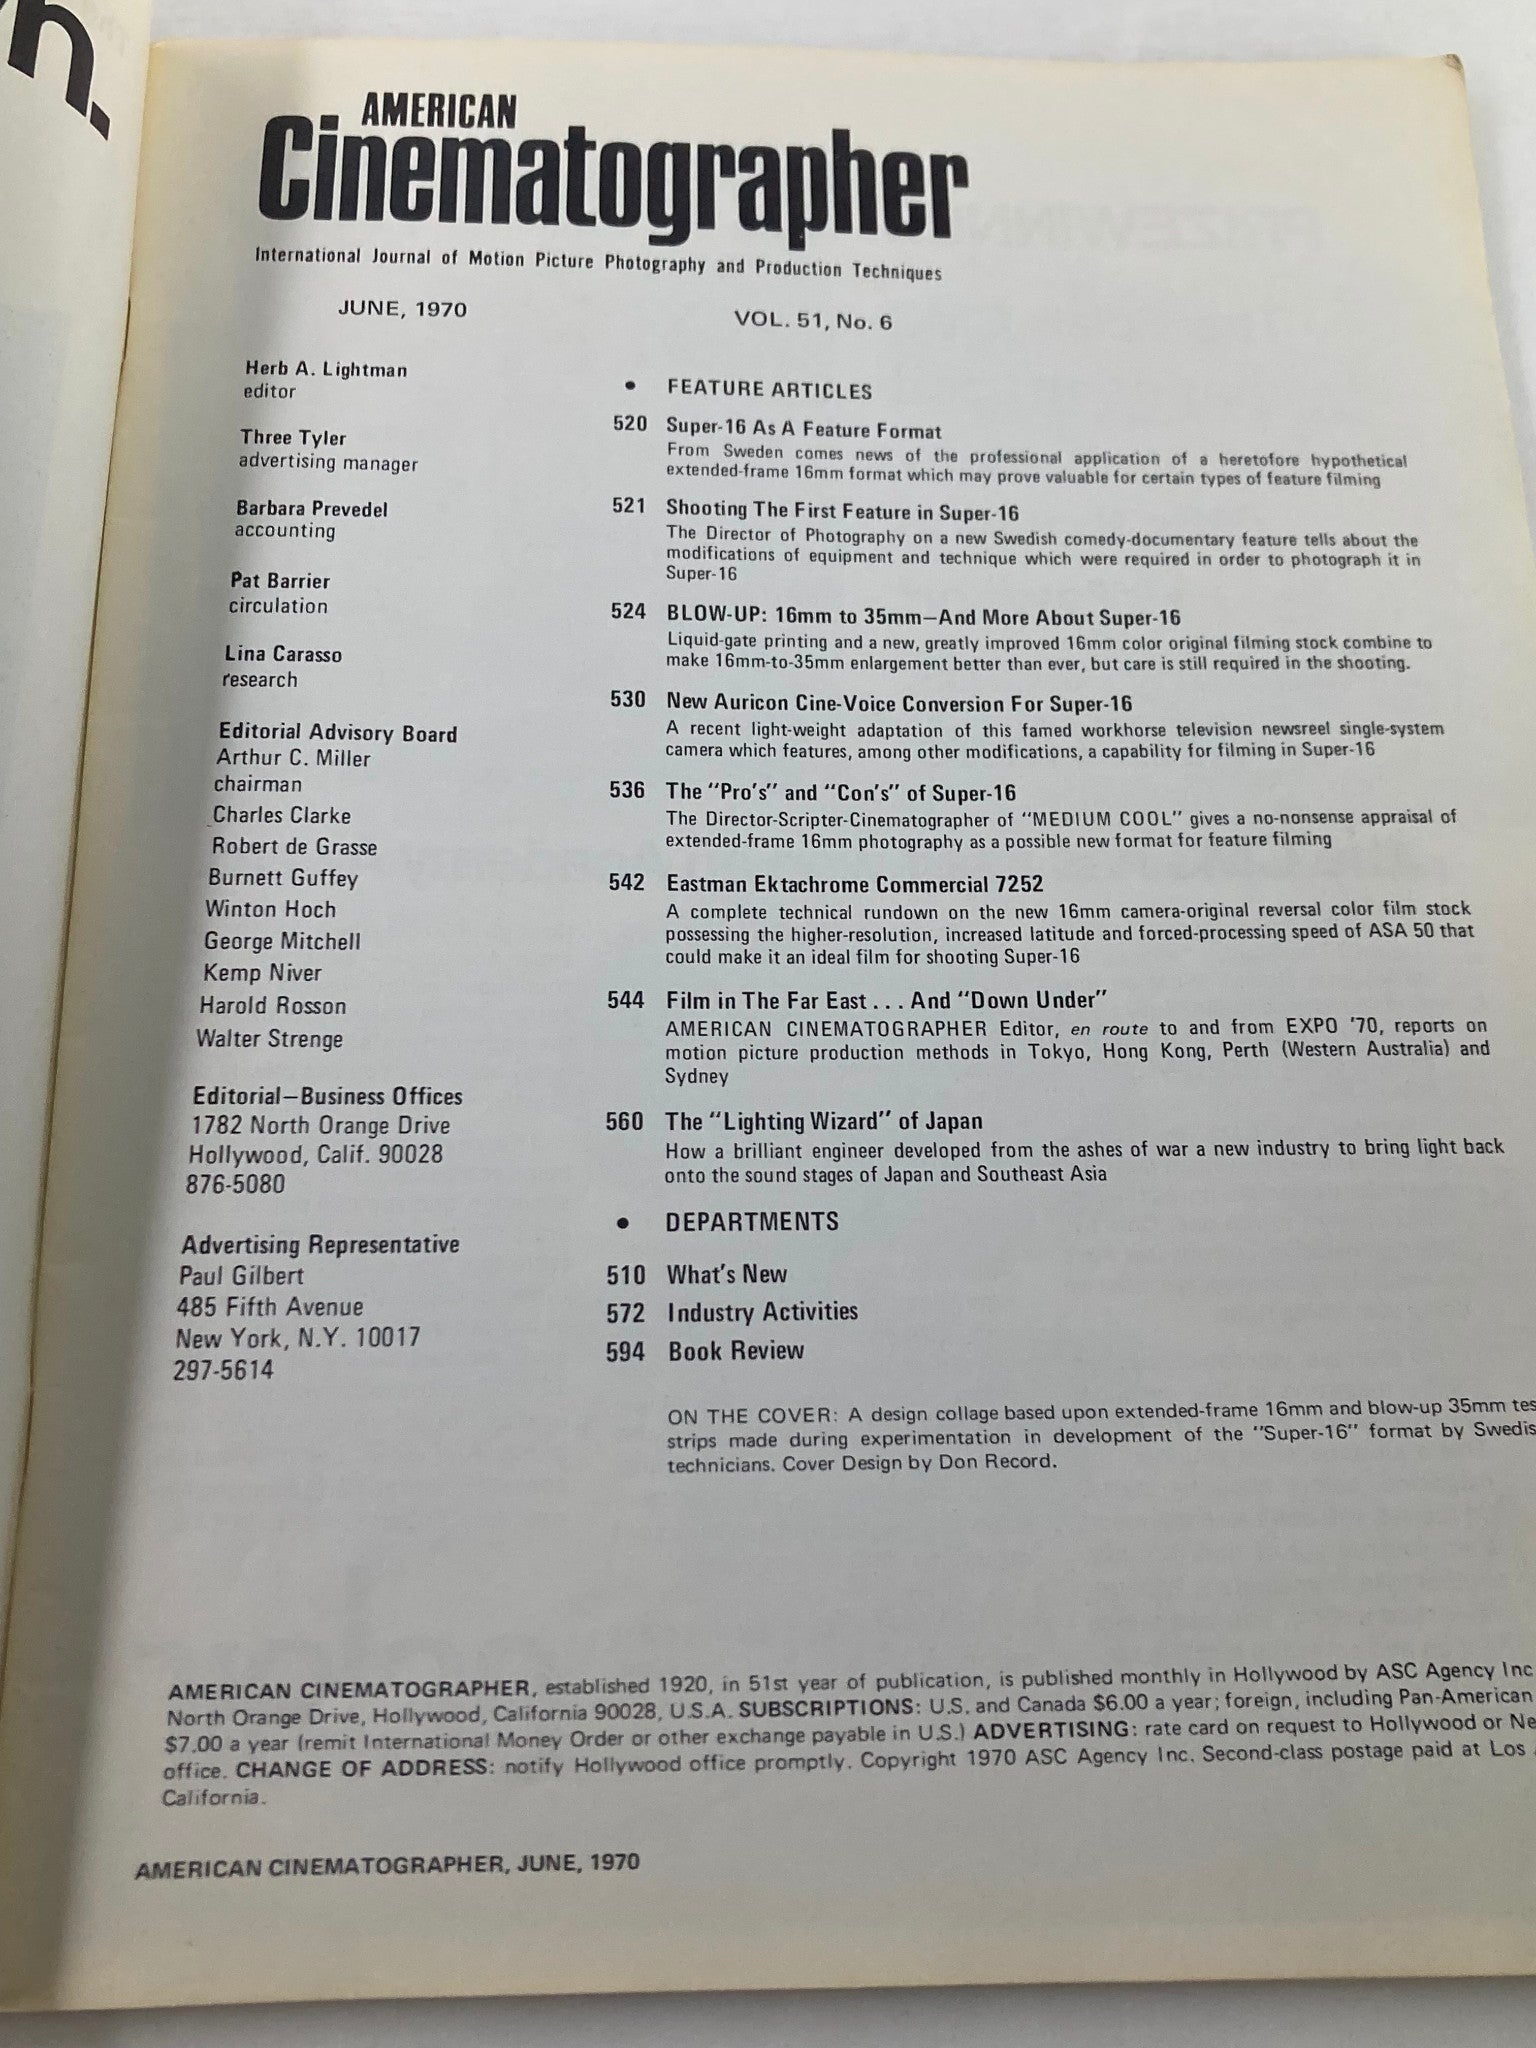 AMERICAN
Cinematographer
International Journal of Motion Picture Photography and Production Techniques
JUNE, 1970
VOL. 51, No. 6
Herb A. Lightman
editor
Three Tyler
advertising manager
Barbara Prevedel
accounting
Pat Barrier
circulation
Lina Carasso
research
Editorial Advisory Board
Arthur C. Miller
chairman
Charles Clarke
Robert de Grasse
Burnett Guffey
Winton Hoch
George Mitchell
Kemp Niver
Harold Rosson
Walter Strenge
Editorial—Business Offices
1782 North Orange Drive
Hollywood, Calif. 90028
876-5080
Advertising Representative
Paul Gilbert
485 Fifth Avenue
New York, N.Y. 10017
297-5614
• FEATURE ARTICLES
520 Super-16 As A Feature Format
From Sweden comes news of the professional application of a heretofore hypothetical
extended-frame 16mm format which may prove valuable for certain types of feature filming
521 Shooting The First Feature in Super-16
The Director of Photography on a new Swedish comedy-documentary feature tells about the
modifications of equipment and technique which were required in order to photograph it in
Super-16
524 BLOW-UP: 16mm to 35mm—And More About Super-16
Liquid-gate printing and a new, greatly improved 16mm color original filming stock combine to
make 16mm-to-35mm enlargement better than ever, but care is still required in the shooting.
530 New Auricon Cine-Voice Conversion For Super-16
A recent light-weight adaptation of this famed workhorse television newsreel single-system
camera which features, among other modifications, a capability for filming in Super-16
536 The "Pro's" and "Con's" of Super-16
The Director-Scripter-Cinematographer of "MEDIUM COOL" gives a no-nonsense appraisal of
extended-frame 16mm photography as a possible new format for feature filming
542 Eastman Ektachrome Commercial 7252
A complete technical rundown on the new 16mm camera-original reversal color film stock
possessing the higher-resolution, increased latitude and forced-processing speed of ASA 50 that
could make it an ideal film for shooting Super-16
544 Film in The Far East . . . And "Down Under"
AMERICAN CINEMATOGRAPHER Editor, en route to and from EXPO '70, reports on
motion picture production methods in Tokyo, Hong Kong, Perth (Western Australia) and
Sydney
560 The "Lighting Wizard" of Japan
How a brilliant engineer developed from the ashes of war a new industry to bring light back
onto the sound stages of Japan and Southeast Asia
• DEPARTMENTS
510 What's New
572 Industry Activities
594 Book Review
ON THE COVER: A design collage based upon extended-frame 16mm and blow-up 35mm tes
strips made during experimentation in development of the "Super-16" format by Swedis
technicians. Cover Design by Don Record.
AMERICAN CINEMATOGRAPHER, established 1920, in 51st year of publication, is published monthly in Hollywood by ASC Agency Inc
North Orange Drive, Hollywood, California 90028, U.S.A. SUBSCRIPTIONS: U.S. and Canada $6.00 a year; foreign, including Pan-American
$7.00 a year (remit International Money Order or other exchange payable in U.S.) ADVERTISING: rate card on request to Hollywood or Ne
office. CHANGE OF ADDRESS: notify Hollywood office promptly. Copyright 1970 ASC Agency Inc. Second-class postage paid at Los
California.
AMERICAN CINEMATOGRAPHER, JUNE, 1970